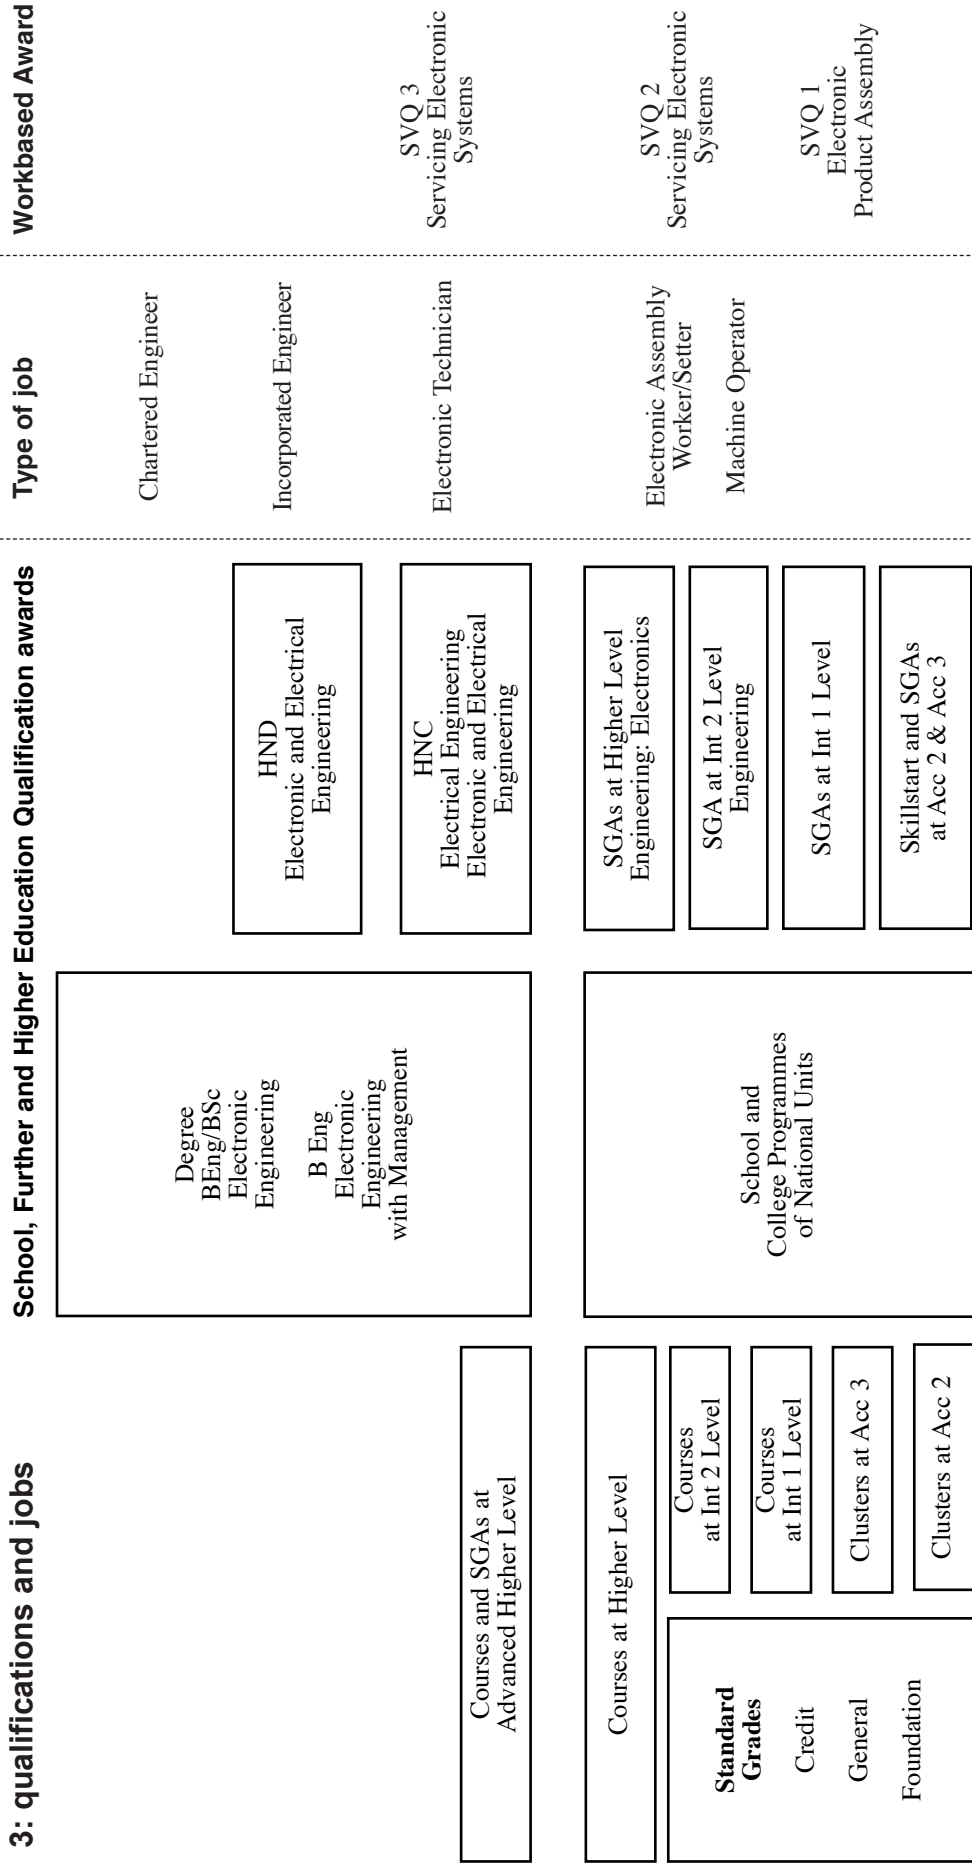 3: qualifications and jobs
School, Further and Higher Education Qualification awards
Type of job
Workbased Award
Courses and SGAs at
Advanced Higher Level
Courses at Higher Level
Standard
Grades
Credit
General
Foundation
Courses
at Int 2 Level
Courses
at Int 1 Level
Clusters at Acc 3
Clusters at Acc 2
Degree
BEng/BSc
Electronic
Engineering
B Eng
Electronic
Engineering
with Management
School and
College Programmes
of National Units
HND
Electronic and Electrical
Engineering
HNC
Electrical Engineering
Electronic and Electrical
Engineering
SGAs at Higher Level
Engineering: Electronics
SGA at Int 2 Level
Engineering
SGAs at Int 1 Level
Skillstart and SGAs
at Acc 2 & Acc 3
Chartered Engineer
Incorporated Engineer
Electronic Technician
Electronic Assembly
Worker/Setter
Machine Operator
SVQ 3
Servicing Electronic
Systems
SVQ 2
Servicing Electronic
Systems
SVQ 1
Electronic
Product Assembly